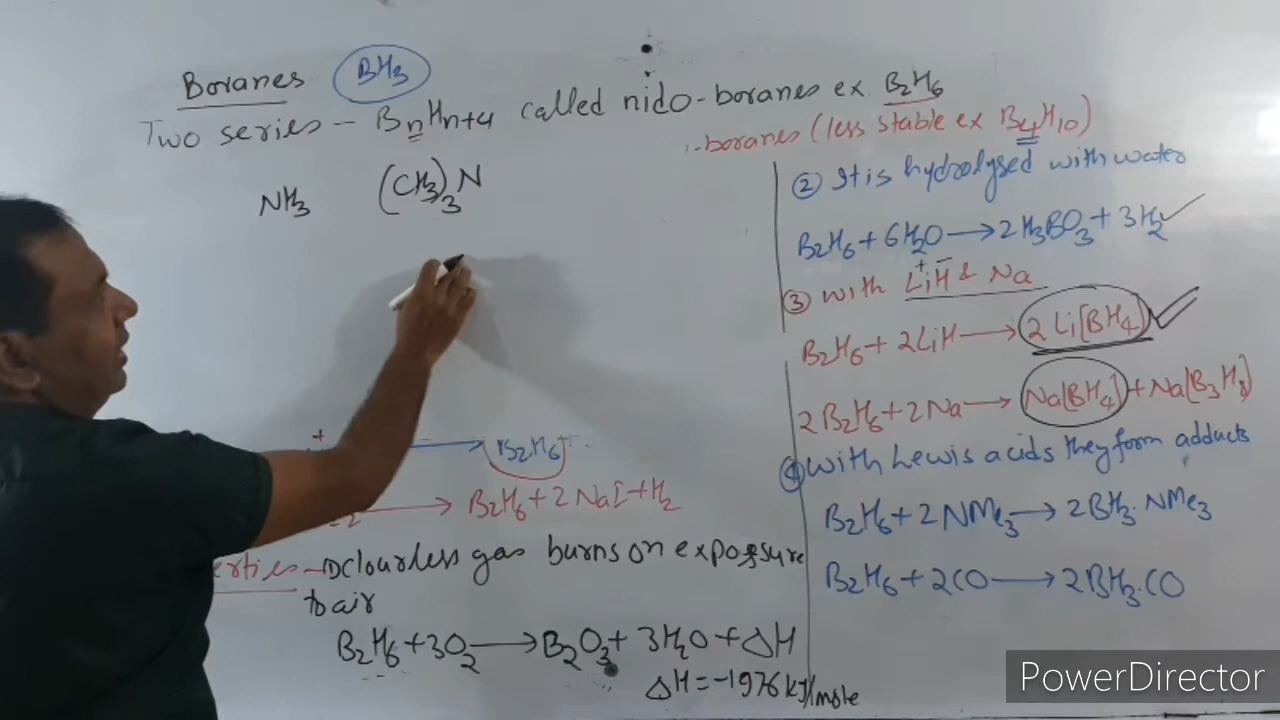 Boranes BH3
Two series - BnHn+4 called nido-boranes ex. B2H6
-boranes (less stable ex B4H10)
NH3 (CH3)3N
B2H6
B2H6 + 2NaI + H2
erties - Dclourless gas burns on exposure
to air
B2H6 + 3O2 → B2O3 + 3H2O + ΔH
ΔH = -1976 kJ/mole
② It is hydrolysed with water
B2H6 + 6H2O → 2H3BO3 + 3H2
③ with Li+H- & Na
B2H6 + 2LiH → 2Li[BH4]
2B2H6 + 2Na → Na[BH4] + Na[B3H8]
④ with Lewis acids they form adducts
B2H6 + 2NMe3 → 2BH3.NMe3
B2H6 + 2CO → 2BH3.CO
PowerDirector